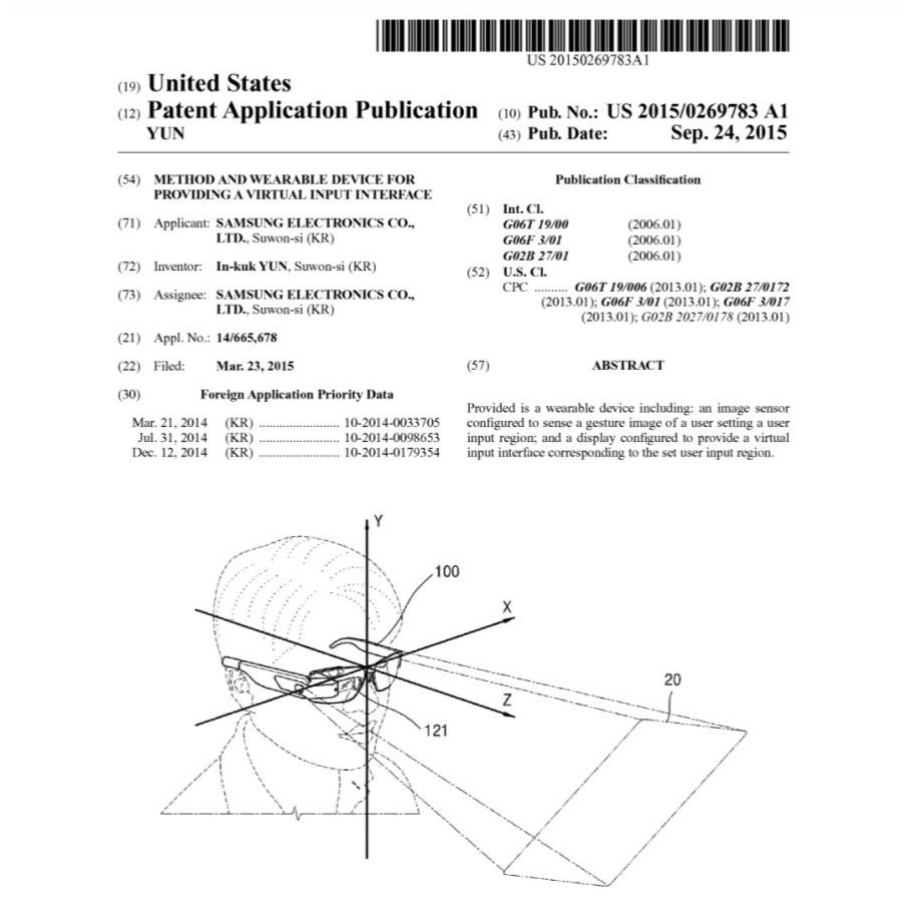 US 20150269783A1
(19) United States
(12) Patent Application Publication
YUN
(10) Pub. No.: US 2015/0269783 A1
(43) Pub. Date: Sep. 24, 2015
(54) METHOD AND WEARABLE DEVICE FOR
PROVIDING A VIRTUAL INPUT INTERFACE
(71) Applicant: SAMSUNG ELECTRONICS CO.,
LTD., Suwon-si (KR)
(72) Inventor: In-kuk YUN, Suwon-si (KR)
(73) Assignee: SAMSUNG ELECTRONICS CO.,
LTD., Suwon-si (KR)
(21) Appl. No.: 14/665,678
(22) Filed: Mar. 23, 2015
(30) Foreign Application Priority Data
Mar. 21, 2014 (KR) ........................ 10-2014-0033705
Jul. 31, 2014 (KR) ........................ 10-2014-0098653
Dec. 12, 2014 (KR) ........................ 10-2014-0179354
Publication Classification
(51) Int. Cl.
G06T 19/00 (2006.01)
G06F 3/01 (2006.01)
G02B 27/01 (2006.01)
(52) U.S. Cl.
CPC .......... G06T 19/006 (2013.01); G02B 27/0172
(2013.01); G06F 3/01 (2013.01); G06F 3/017
(2013.01); G02B 2027/0178 (2013.01)
(57) ABSTRACT
Provided is a wearable device including: an image sensor
configured to sense a gesture image of a user setting a user
input region; and a display configured to provide a virtual
input interface corresponding to the set user input region.
Y
100
X
20
Z
121